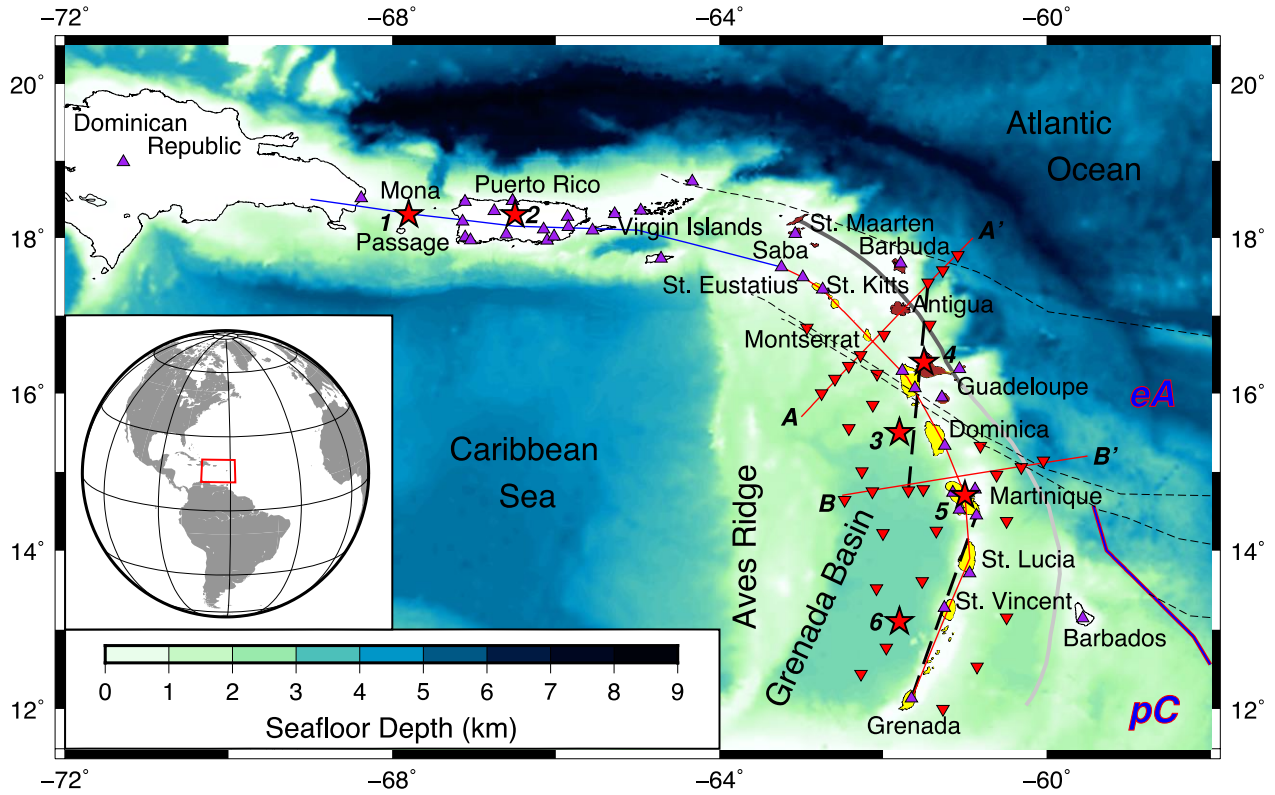 −72°
−68°
−64°
−60°
20°
20°
Dominican
Republic
Atlantic
Ocean
Mona
Puerto Rico
1
2
Passage
Virgin Islands
St. Maarten
A’
18°
18°
Saba
Barbuda
St. Eustatius
St. Kitts
Antigua
Montserrat
4
16°
16°
Guadeloupe
eA
A
3
Dominica
Caribbean
Sea
B’
B
Martinique
5
Aves Ridge
Grenada Basin
14°
14°
St. Lucia
St. Vincent
6
Barbados
0 1 2 3 4 5 6 7 8 9
Seafloor Depth (km)
12°
12°
Grenada
pC
−72°
−68°
−64°
−60°